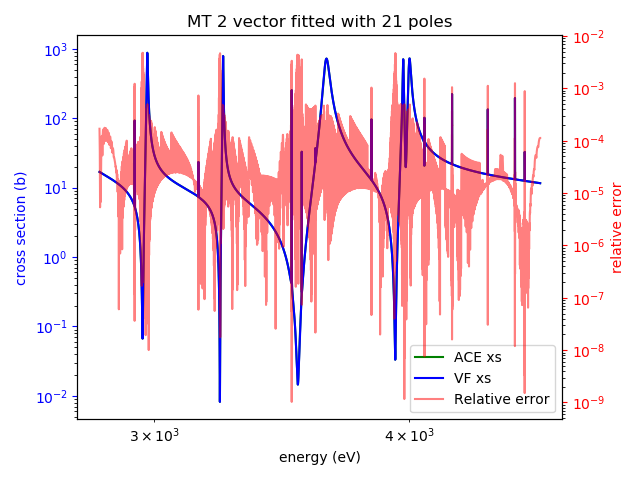 MT 2 vector fitted with 21 poles
cross section (b)
10³
10²
10¹
10⁰
10⁻¹
10⁻²
10⁻²
10⁻³
10⁻⁴
10⁻⁵
10⁻⁶
10⁻⁷
10⁻⁸
10⁻⁹
relative error
ACE xs
VF xs
Relative error
3 × 10³
4 × 10³
energy (eV)